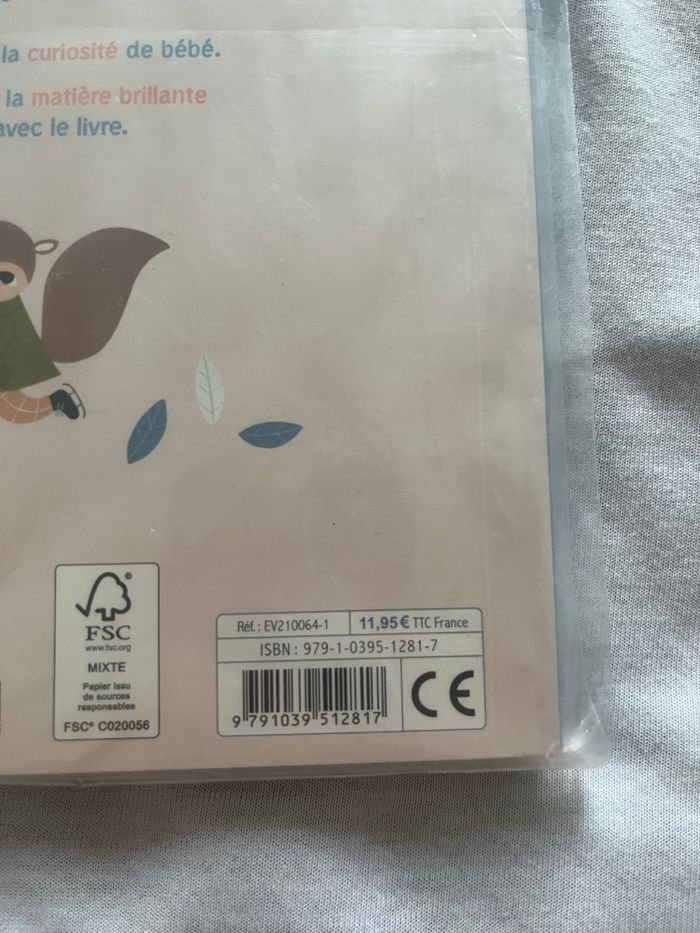 la curiosité de bébé.
la matière brillante
avec le livre.
FSC®
www.fsc.org
MIXTE
Papier issu
de sources
responsables
FSC® C020056
Réf. : EV210064-1
11,95 € TTC France
ISBN : 979-1-0395-1281-7
9 791039 512817
CE